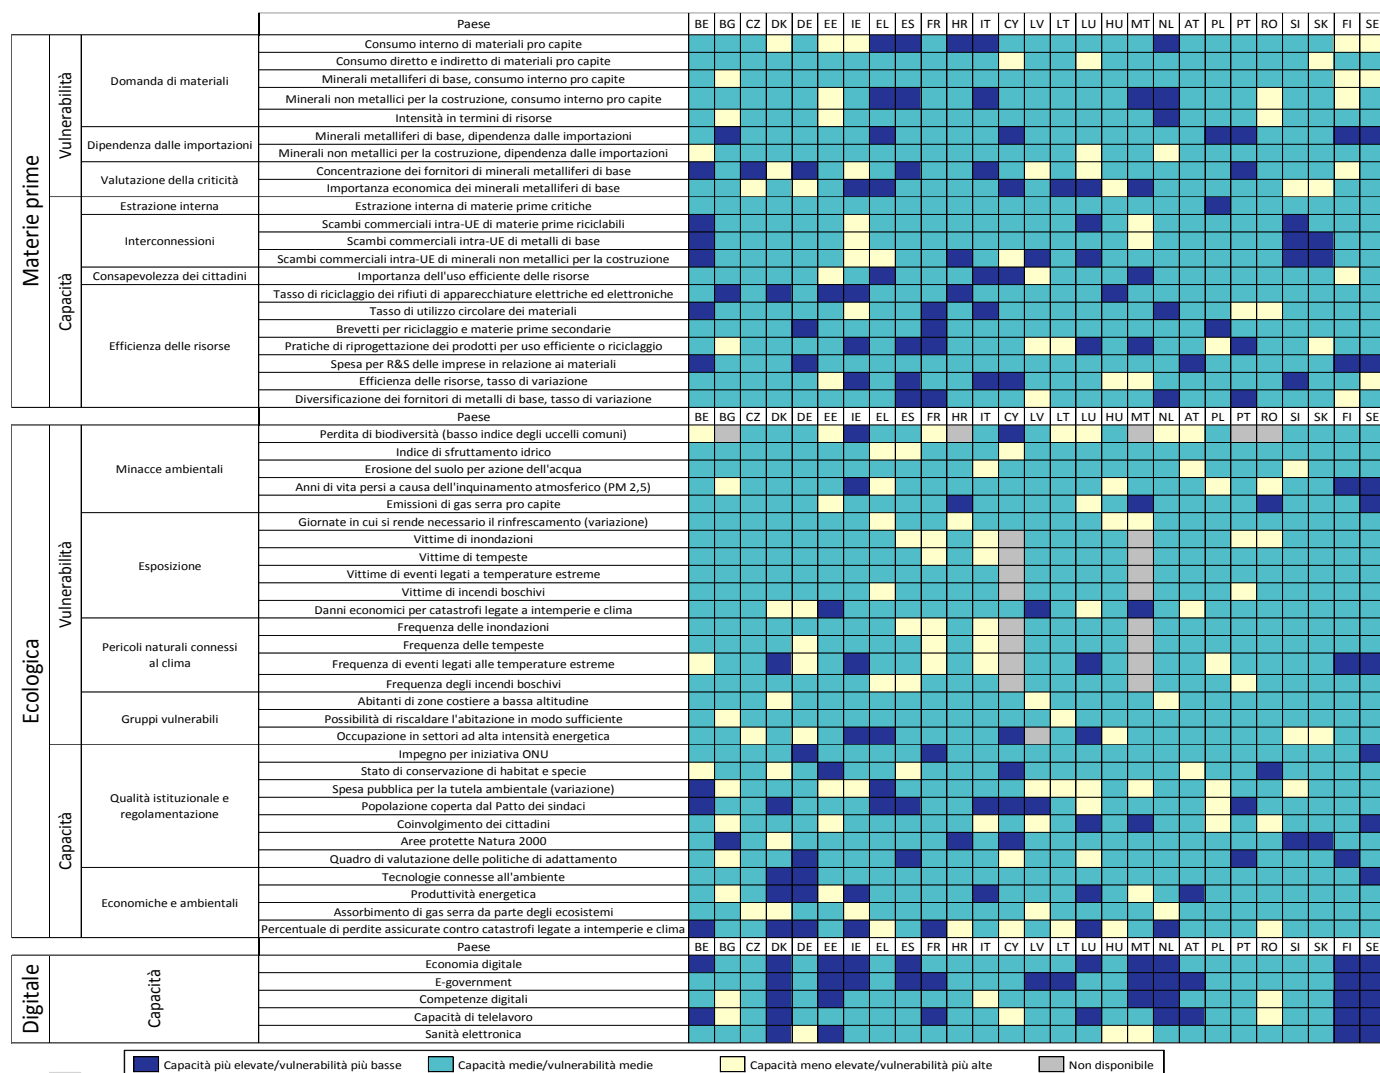 Paese BE BG CZ DK DE EE IE EL ES FR HR IT CY LV LT LU HU MT NL AT PL PT RO SI SK FI SE
Materie prime
Vulnerabilità
Domanda di materiali
Consumo interno di materiali pro capite
Consumo diretto e indiretto di materiali pro capite
Minerali metalliferi di base, consumo interno pro capite
Minerali non metallici per la costruzione, consumo interno pro capite
Intensità in termini di risorse
Dipendenza dalle importazioni
Minerali metalliferi di base, dipendenza dalle importazioni
Minerali non metallici per la costruzione, dipendenza dalle importazioni
Valutazione della criticità
Concentrazione dei fornitori di minerali metalliferi di base
Importanza economica dei minerali metalliferi di base
Capacità
Estrazione interna
Estrazione interna di materie prime critiche
Interconnessioni
Scambi commerciali intra-UE di materie prime riciclabili
Scambi commerciali intra-UE di metalli di base
Scambi commerciali intra-UE di minerali non metallici per la costruzione
Consapevolezza dei cittadini
Importanza dell'uso efficiente delle risorse
Efficienza delle risorse
Tasso di riciclaggio dei rifiuti di apparecchiature elettriche ed elettroniche
Tasso di utilizzo circolare dei materiali
Brevetti per riciclaggio e materie prime secondarie
Pratiche di riprogettazione dei prodotti per uso efficiente o riciclaggio
Spesa per R&S delle imprese in relazione ai materiali
Efficienza delle risorse, tasso di variazione
Diversificazione dei fornitori di metalli di base, tasso di variazione
Paese BE BG CZ DK DE EE IE EL ES FR HR IT CY LV LT LU HU MT NL AT PL PT RO SI SK FI SE
Ecologica
Vulnerabilità
Minacce ambientali
Perdita di biodiversità (basso indice degli uccelli comuni)
Indice di sfruttamento idrico
Erosione del suolo per azione dell'acqua
Anni di vita persi a causa dell'inquinamento atmosferico (PM 2,5)
Emissioni di gas serra pro capite
Esposizione
Giornate in cui si rende necessario il rinfrescamento (variazione)
Vittime di inondazioni
Vittime di tempeste
Vittime di eventi legati a temperature estreme
Vittime di incendi boschivi
Danni economici per catastrofi legate a intemperie e clima
Pericoli naturali connessi
al clima
Frequenza delle inondazioni
Frequenza delle tempeste
Frequenza di eventi legati alle temperature estreme
Frequenza degli incendi boschivi
Gruppi vulnerabili
Abitanti di zone costiere a bassa altitudine
Possibilità di riscaldare l'abitazione in modo sufficiente
Occupazione in settori ad alta intensità energetica
Capacità
Qualità istituzionale e
regolamentazione
Impegno per iniziativa ONU
Stato di conservazione di habitat e specie
Spesa pubblica per la tutela ambientale (variazione)
Popolazione coperta dal Patto dei sindaci
Coinvolgimento dei cittadini
Aree protette Natura 2000
Quadro di valutazione delle politiche di adattamento
Economiche e ambientali
Tecnologie connesse all'ambiente
Produttività energetica
Assorbimento di gas serra da parte degli ecosistemi
Percentuale di perdite assicurate contro catastrofi legate a intemperie e clima
Paese BE BG CZ DK DE EE IE EL ES FR HR IT CY LV LT LU HU MT NL AT PL PT RO SI SK FI SE
Digitale
Capacità
Economia digitale
E-government
Competenze digitali
Capacità di telelavoro
Sanità elettronica
Capacità più elevate/vulnerabilità più basse Capacità medie/vulnerabilità medie Capacità meno elevate/vulnerabilità più alte Non disponibile